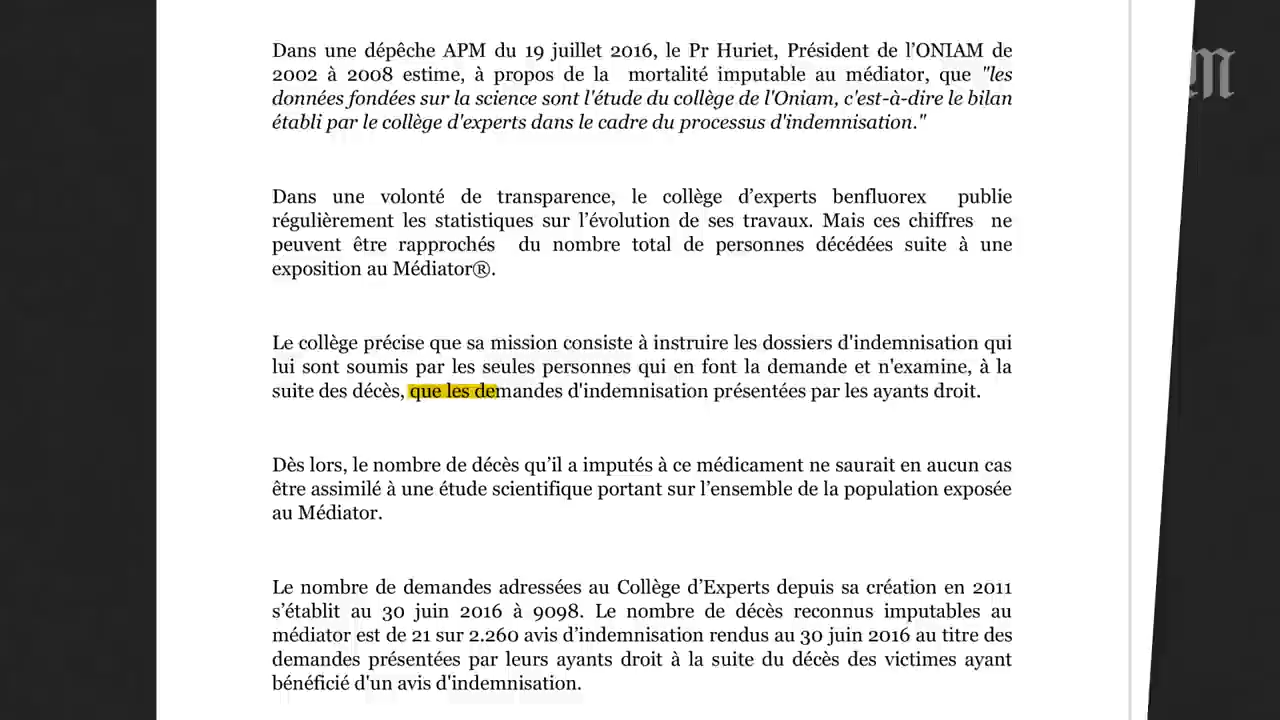 Dans une dépêche APM du 19 juillet 2016, le Pr Huriet, Président de l’ONIAM de
2002 à 2008 estime, à propos de la mortalité imputable au médiator, que "les
données fondées sur la science sont l'étude du collège de l'Oniam, c'est-à-dire le bilan
établi par le collège d'experts dans le cadre du processus d'indemnisation."
Dans une volonté de transparence, le collège d’experts benfluorex publie
régulièrement les statistiques sur l’évolution de ses travaux. Mais ces chiffres ne
peuvent être rapprochés du nombre total de personnes décédées suite à une
exposition au Médiator®.
Le collège précise que sa mission consiste à instruire les dossiers d'indemnisation qui
lui sont soumis par les seules personnes qui en font la demande et n'examine, à la
suite des décès, que les demandes d'indemnisation présentées par les ayants droit.
Dès lors, le nombre de décès qu’il a imputés à ce médicament ne saurait en aucun cas
être assimilé à une étude scientifique portant sur l’ensemble de la population exposée
au Médiator.
Le nombre de demandes adressées au Collège d’Experts depuis sa création en 2011
s’établit au 30 juin 2016 à 9098. Le nombre de décès reconnus imputables au
médiator est de 21 sur 2.260 avis d’indemnisation rendus au 30 juin 2016 au titre des
demandes présentées par leurs ayants droit à la suite du décès des victimes ayant
bénéficié d'un avis d'indemnisation.
M